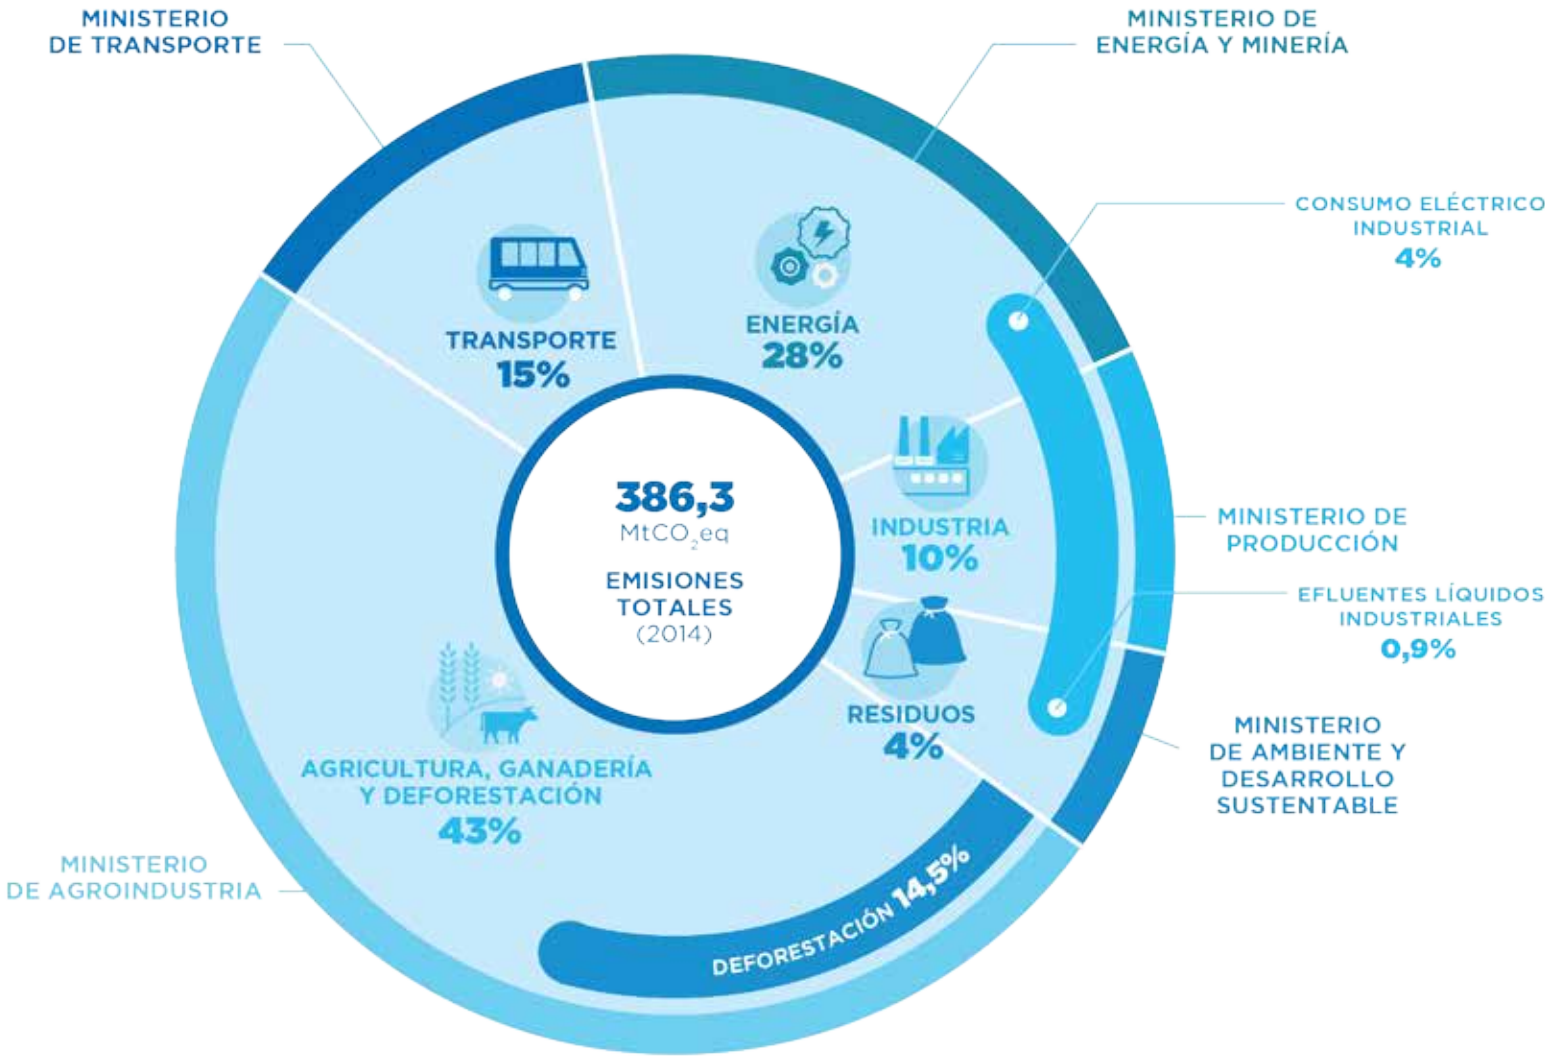 MINISTERIO
DE TRANSPORTE
MINISTERIO DE
ENERGÍA Y MINERÍA
CONSUMO ELÉCTRICO
INDUSTRIAL
4%
TRANSPORTE
15%
ENERGÍA
28%
INDUSTRIA
10%
386,3
MtCO₂eq
EMISIONES
TOTALES
(2014)
MINISTERIO DE
PRODUCCIÓN
EFLUENTES LÍQUIDOS
INDUSTRIALES
0,9%
RESIDUOS
4%
MINISTERIO
DE AMBIENTE Y
DESARROLLO
SUSTENTABLE
AGRICULTURA, GANADERÍA
Y DEFORESTACIÓN
43%
DEFORESTACIÓN 14,5%
MINISTERIO
DE AGROINDUSTRIA